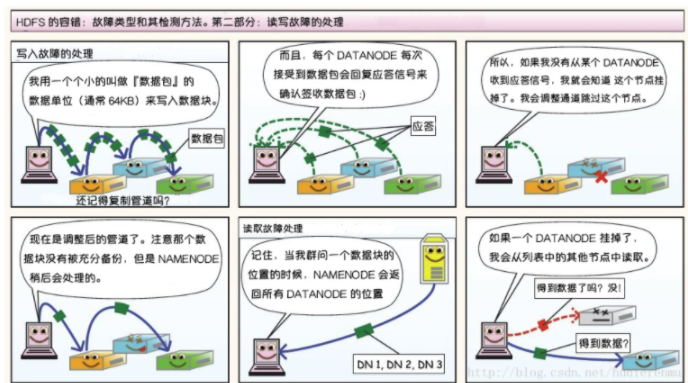 HDFS 的容错：故障类型和其检测方法。第二部分：读写故障的处理
写入故障的处理
我用一个个小的叫做『数据包』的
数据单位（通常 64KB）来写入数据块。
数据包
还记得复制管道吗？
而且，每个 DATANODE 每次
接受到数据包会回复应答信号来
确认签收数据包 :)
应答
所以，如果我没有从某个 DATANODE
收到应答信号，我就会知道 这个节点挂
掉了。我会调整通道跳过这个节点。
现在是调整后的管道了。注意那个数
据块没有被充分备份，但是 NAMENODE
稍后会处理的。
读取故障处理
记住，当我群问一个数据块的
位置的时候，NAMENODE 会返
回所有 DATANODE 的位置
DN 1, DN 2, DN 3
如果一个 DATANODE 挂掉了，
我会从列表中的其他节点中读取。
得到数据了吗？没！
得到数据？